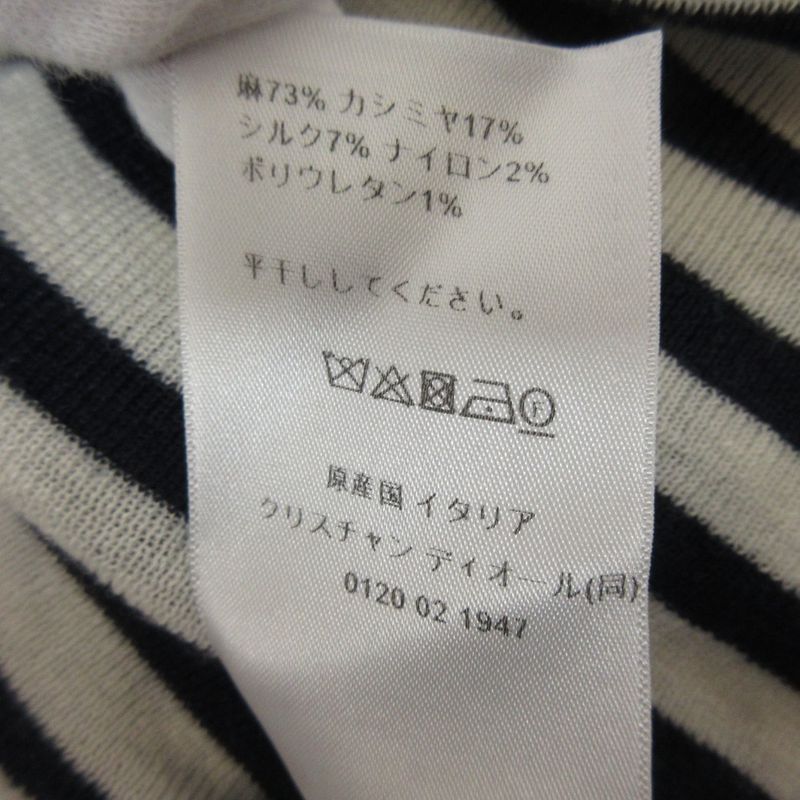 麻73% カシミヤ17%
シルク7% ナイロン2%
ポリウレタン1%
平干ししてください。
F
原産国 イタリア
クリスチャン ディオール(同)
0120 02 1947